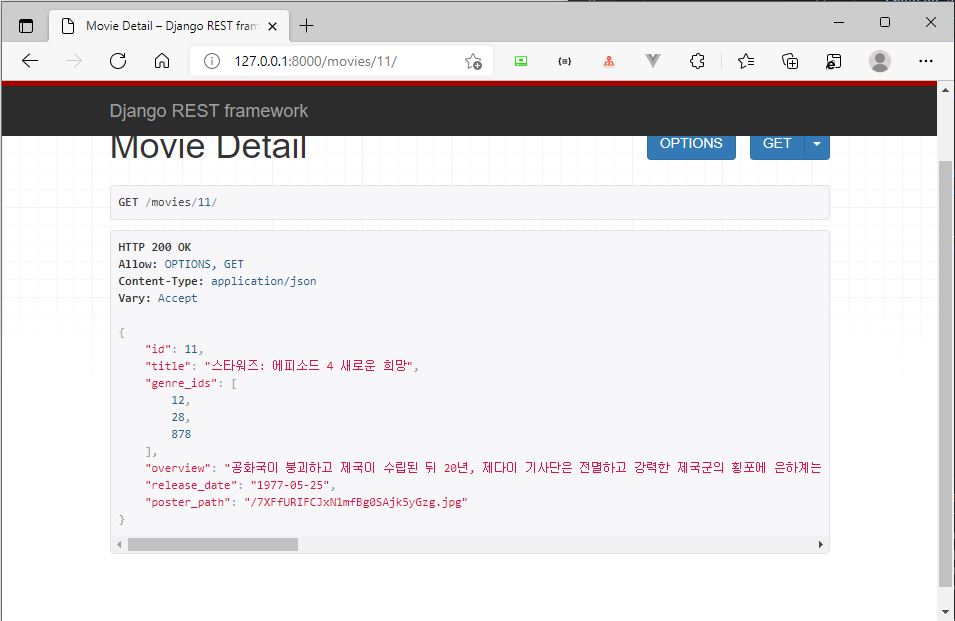 Movie Detail – Django REST fram
127.0.0.1:8000/movies/11/
Django REST framework
Movie Detail
OPTIONS
GET
GET /movies/11/
HTTP 200 OK
Allow: OPTIONS, GET
Content-Type: application/json
Vary: Accept
{
"id": 11,
"title": "스타워즈: 에피소드 4 새로운 희망",
"genre_ids": [
12,
28,
878
],
"overview": "공화국이 붕괴하고 제국이 수립된 뒤 20년, 제다이 기사단은 전멸하고 강력한 제국군의 횡포에 은하계는
"release_date": "1977-05-25",
"poster_path": "/7XFfURIFCJxN1mfBg0SAjk5yGzg.jpg"
}